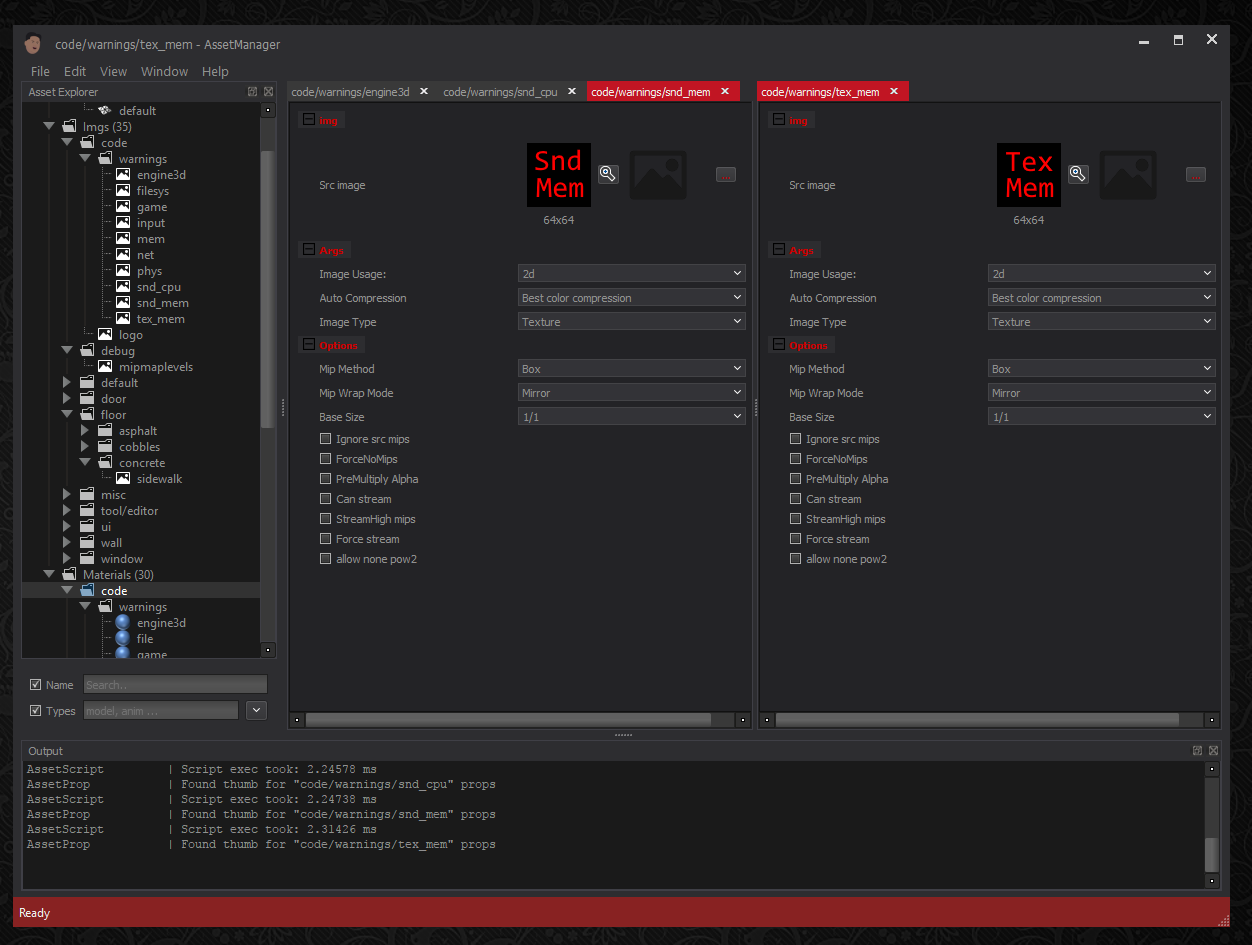 code/warnings/tex_mem - AssetManager
File Edit View Window Help
Asset Explorer
default
Imgs (35)
code
warnings
engine3d
filesys
game
input
mem
net
phys
snd_cpu
snd_mem
tex_mem
logo
debug
mipmaplevels
default
door
floor
asphalt
cobbles
concrete
sidewalk
misc
tool/editor
ui
wall
window
Materials (30)
code
warnings
engine3d
file
game
Name Search..
Types model, anim ...
code/warnings/engine3d code/warnings/snd_cpu code/warnings/snd_mem
img
Src image
Snd
Mem
...
64x64
Args
Image Usage: 2d
Auto Compression Best color compression
Image Type Texture
Options
Mip Method Box
Mip Wrap Mode Mirror
Base Size 1/1
Ignore src mips
ForceNoMips
PreMultiply Alpha
Can stream
StreamHigh mips
Force stream
allow none pow2
code/warnings/tex_mem
img
Src image
Tex
Mem
...
64x64
Args
Image Usage: 2d
Auto Compression Best color compression
Image Type Texture
Options
Mip Method Box
Mip Wrap Mode Mirror
Base Size 1/1
Ignore src mips
ForceNoMips
PreMultiply Alpha
Can stream
StreamHigh mips
Force stream
allow none pow2
Output
AssetScript | Script exec took: 2.24578 ms
AssetProp | Found thumb for "code/warnings/snd_cpu" props
AssetScript | Script exec took: 2.24738 ms
AssetProp | Found thumb for "code/warnings/snd_mem" props
AssetScript | Script exec took: 2.31426 ms
AssetProp | Found thumb for "code/warnings/tex_mem" props
Ready